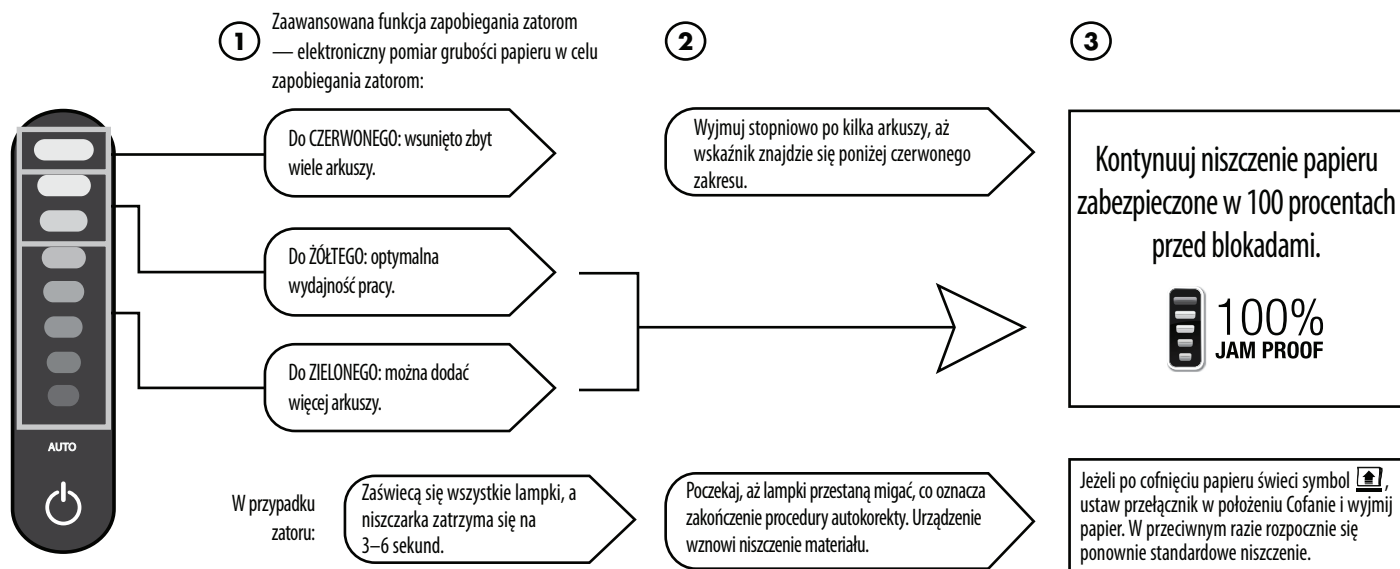 1
Zaawansowana funkcja zapobiegania zatorom
— elektroniczny pomiar grubości papieru w celu
zapobiegania zatorom:
Do CZERWONEGO: wsunięto zbyt
wiele arkuszy.
Do ŻÓŁTEGO: optymalna
wydajność pracy.
Do ZIELONEGO: można dodać
więcej arkuszy.
2
Wyjmuj stopniowo po kilka arkuszy, aż
wskaźnik znajdzie się poniżej czerwonego
zakresu.
3
Kontynuuj niszczenie papieru
zabezpieczone w 100 procentach
przed blokadami.
100%
JAM PROOF
AUTO
W przypadku
zatoru:
Zaświecą się wszystkie lampki, a
niszczarka zatrzyma się na
3–6 sekund.
Poczekaj, aż lampki przestaną migać, co oznacza
zakończenie procedury autokorekty. Urządzenie
wznowi niszczenie materiału.
Jeżeli po cofnięciu papieru świeci symbol ,
ustaw przełącznik w położeniu Cofanie i wyjmij
papier. W przeciwnym razie rozpocznie się
ponownie standardowe niszczenie.